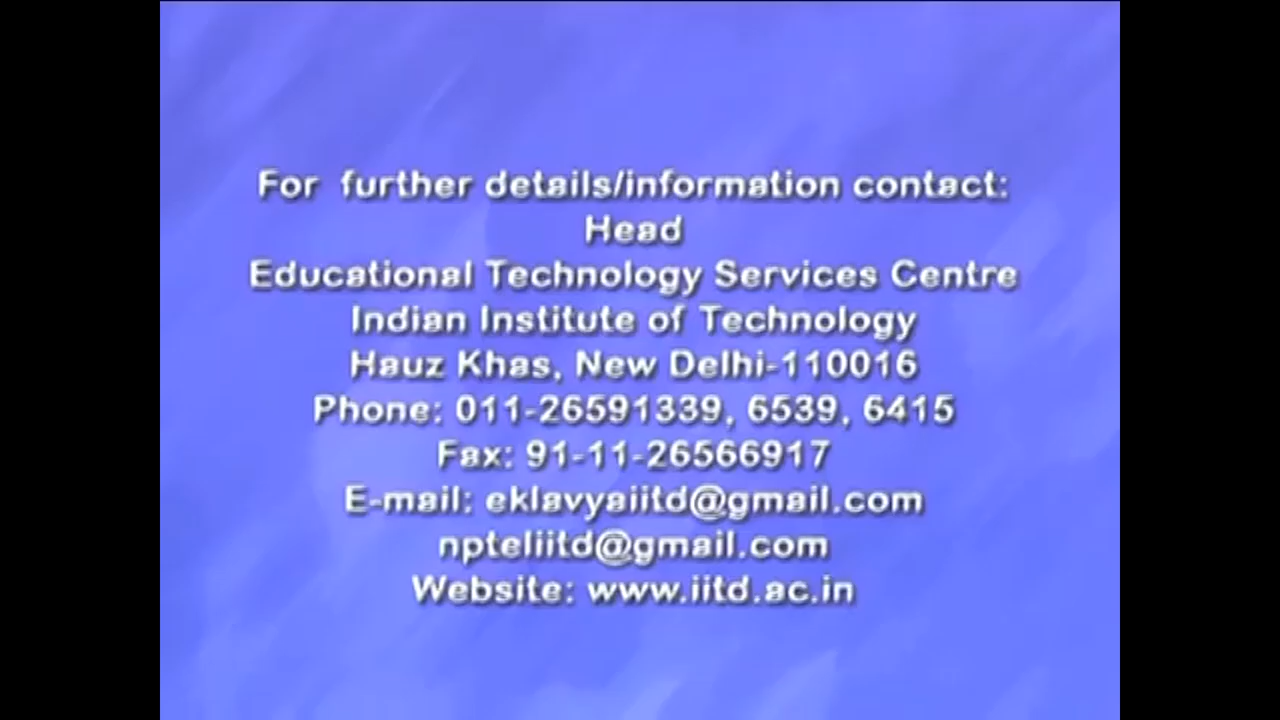 For further details/information contact:
Head
Educational Technology Services Centre
Indian Institute of Technology
Hauz Khas, New Delhi-110016
Phone: 011-26591339, 6539, 6415
Fax: 91-11-26566917
E-mail: eklavyaiitd@gmail.com
npteliitd@gmail.com
Website: www.iitd.ac.in